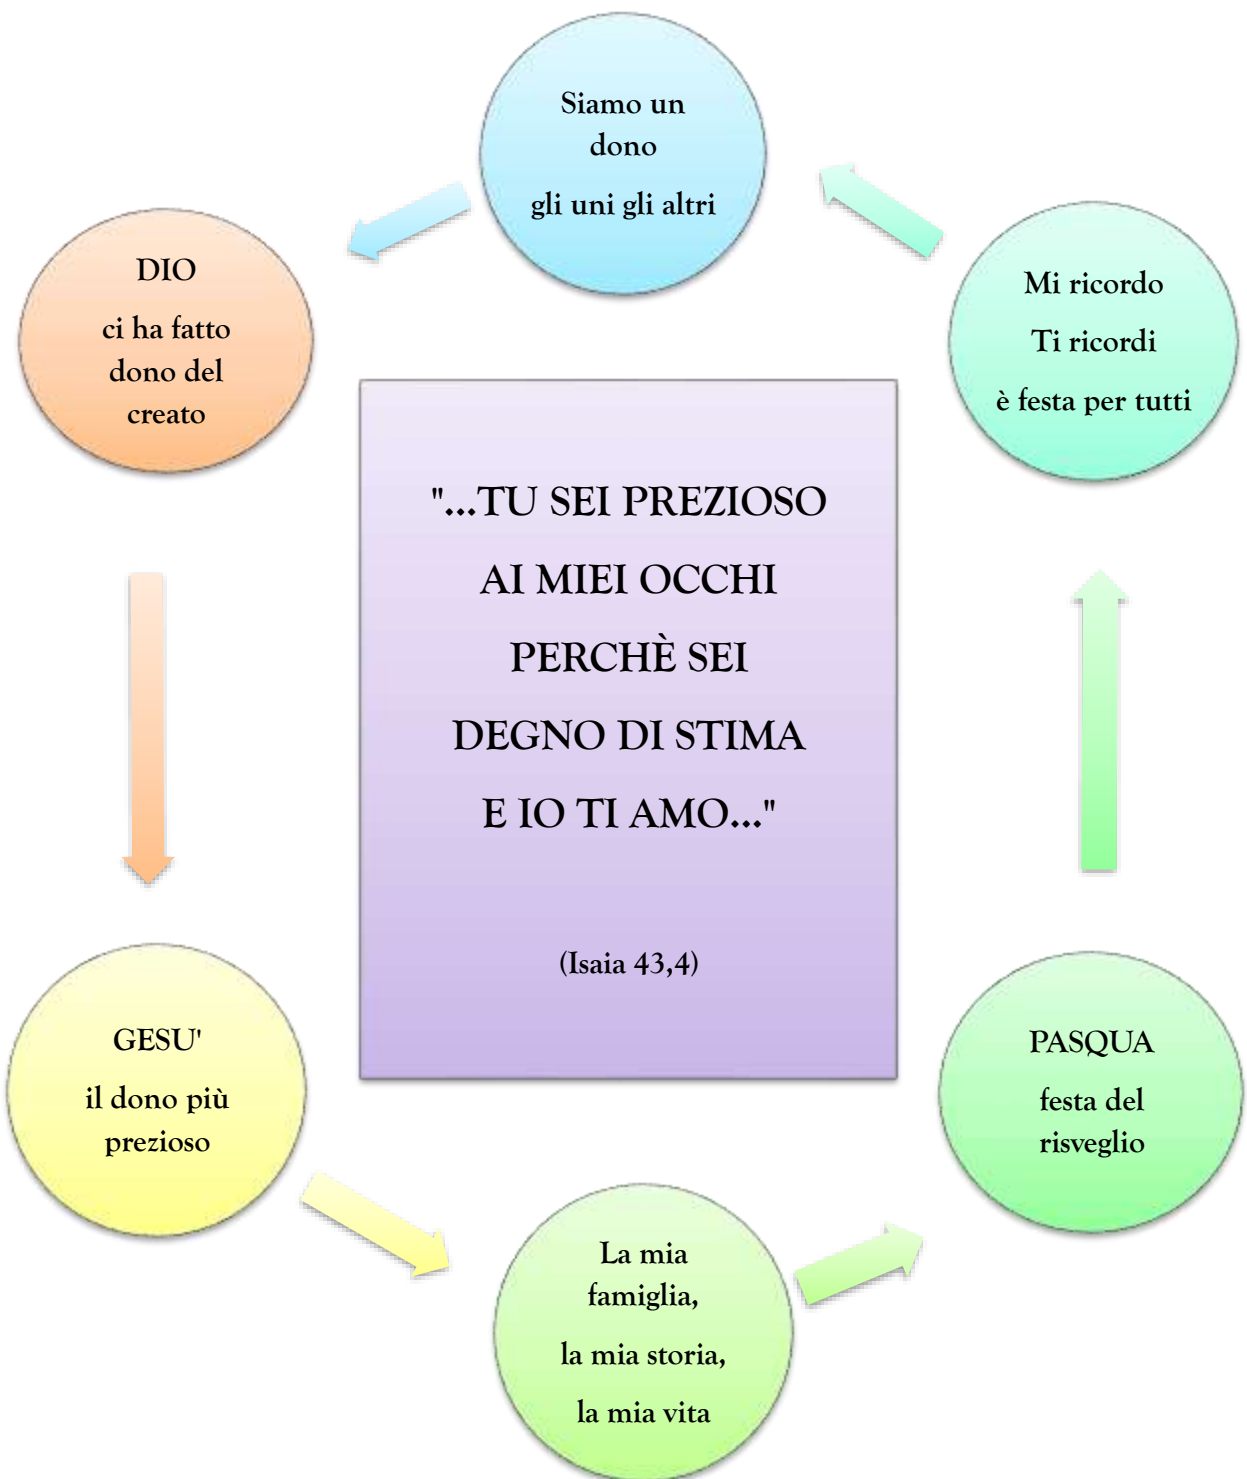 Siamo un
dono
gli uni gli altri
DIO
ci ha fatto
dono del
creato
Mi ricordo
Ti ricordi
è festa per tutti
"...TU SEI PREZIOSO
AI MIEI OCCHI
PERCHÈ SEI
DEGNO DI STIMA
E IO TI AMO..."
(Isaia 43,4)
GESU'
il dono più
prezioso
PASQUA
festa del
risveglio
La mia
famiglia,
la mia storia,
la mia vita